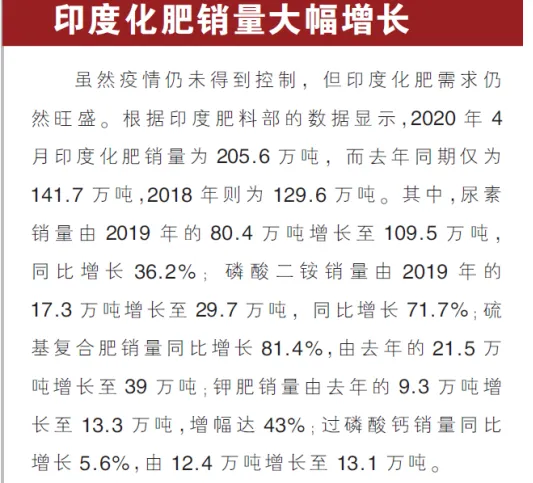 印度化肥销量大幅增长
虽然疫情仍未得到控制，但印度化肥需求仍
然旺盛。根据印度肥料部的数据显示,2020 年 4
月印度化肥销量为 205.6 万吨，而去年同期仅为
141.7 万吨,2018 年则为 129.6 万吨。其中,尿素
销量由 2019 年的 80.4 万吨增长至 109.5 万吨，
同比增长 36.2%；磷酸二铵销量由 2019 年的
17.3 万吨增长至 29.7 万吨，同比增长 71.7%;硫
基复合肥销量同比增长 81.4%,由去年的 21.5 万
吨增长至 39 万吨;钾肥销量由去年的 9.3 万吨增
长至 13.3 万吨,增幅达 43%;过磷酸钙销量同比
增长 5.6%,由 12.4 万吨增长至 13.1 万吨。